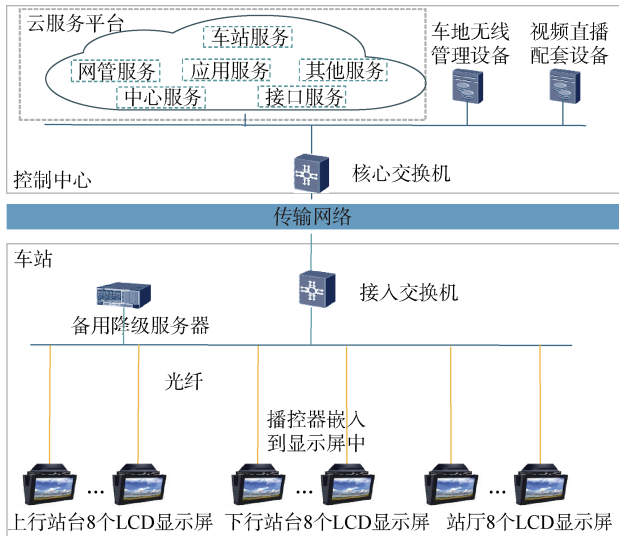 云服务平台
车站服务
网管服务 应用服务 其他服务
中心服务 接口服务
车地无线
管理设备
视频直播
配套设备
控制中心
核心交换机
传输网络
车站
接入交换机
备用降级服务器
光纤
播控器嵌入
到显示屏中
... ... ...
上行站台8个LCD显示屏 下行站台8个LCD显示屏 站厅8个LCD显示屏